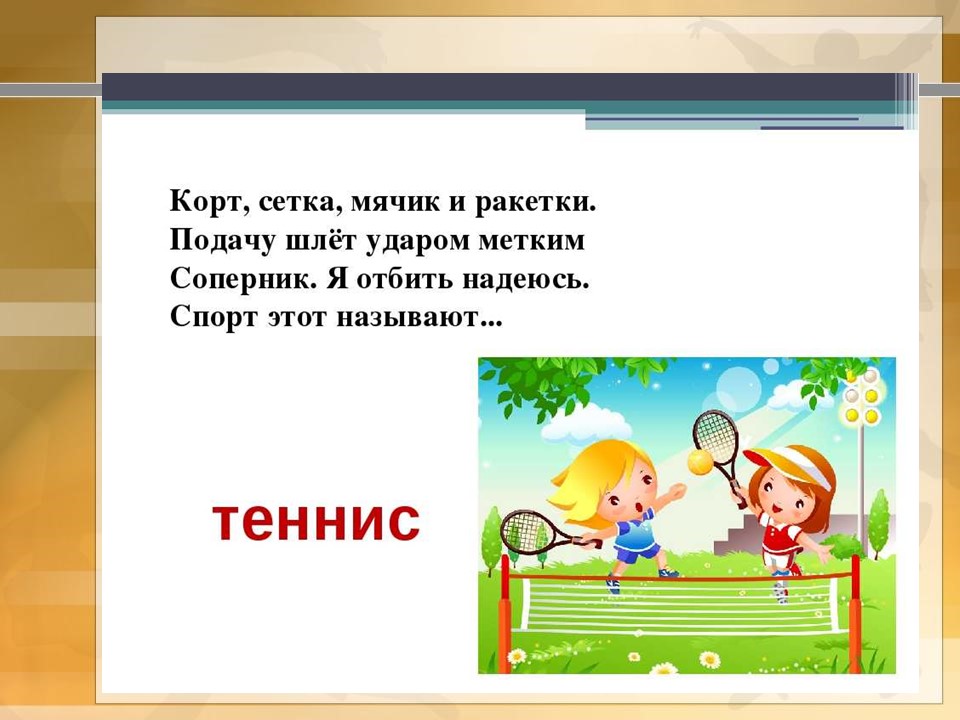 Корт, сетка, мячик и ракетки.
Подачу шлёт ударом метким
Соперник. Я отбить надеюсь.
Спорт этот называют...
теннис